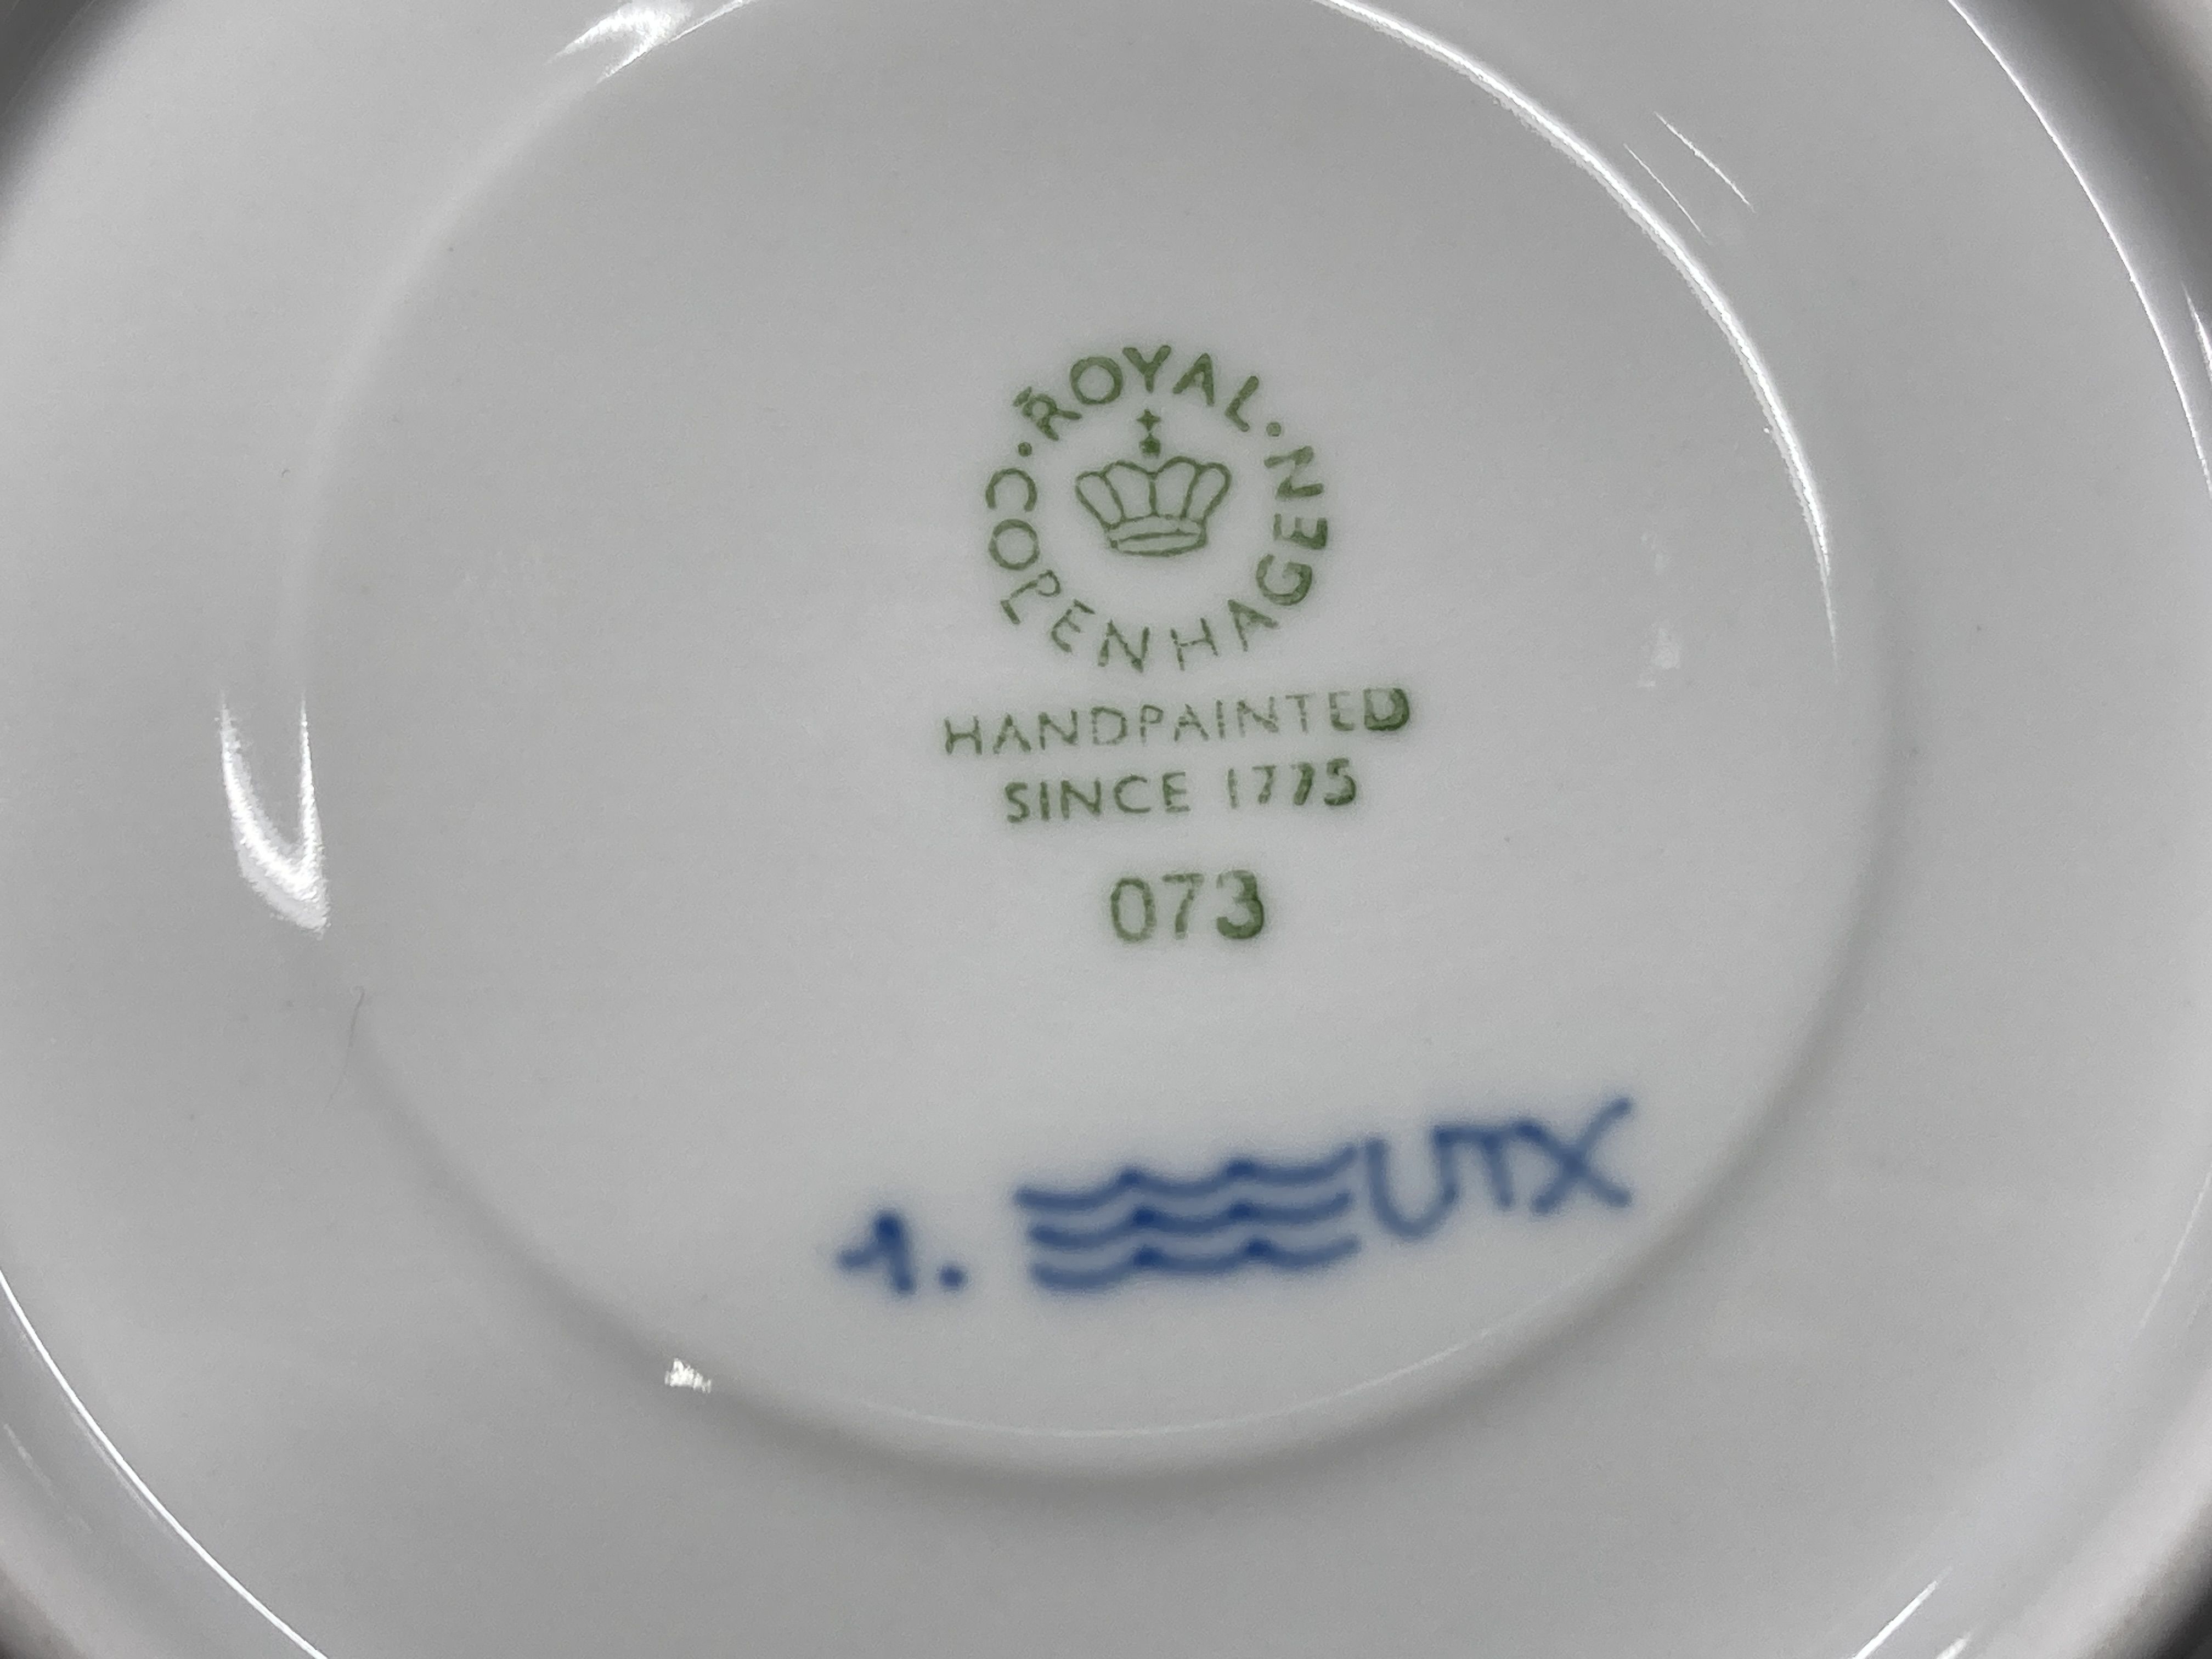 ROYAL · COPENHAGEN ·
HANDPAINTED
SINCE 1775
073
1. UTX